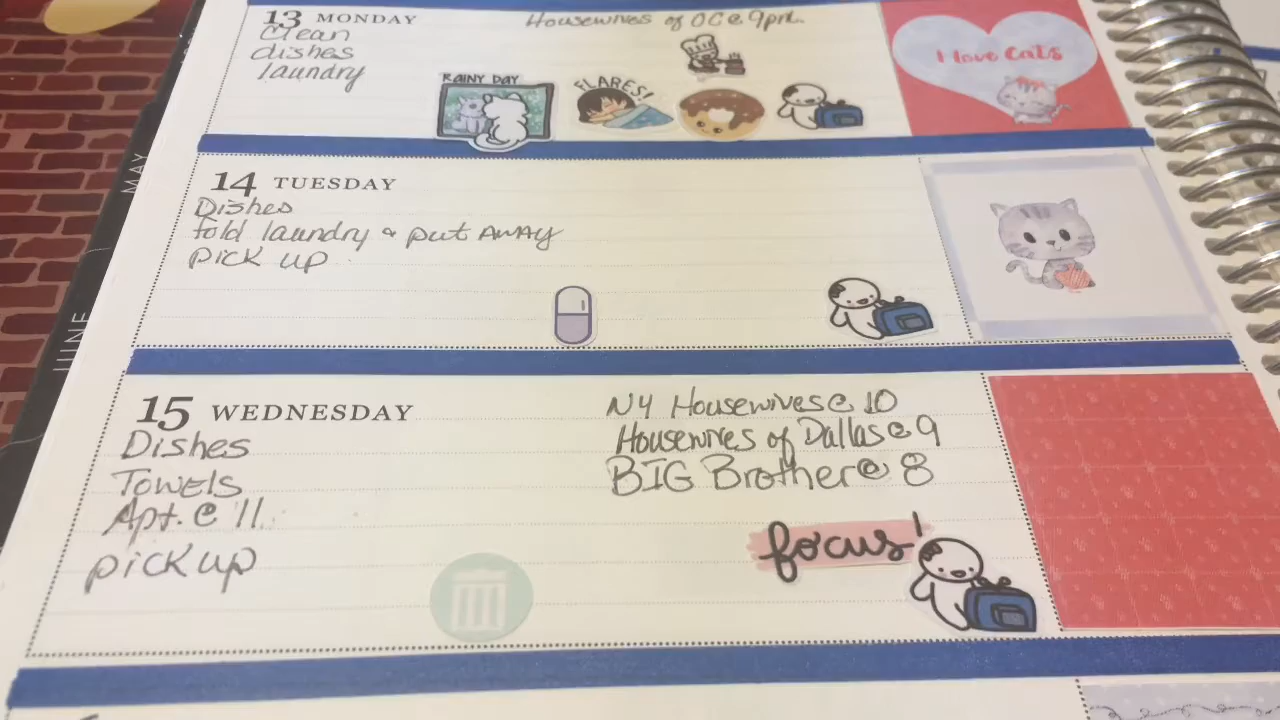 13 MONDAY
Clean
dishes
laundry
Housewives of OC @ 9pm.
RAINY DAY
FLARES!
I love Cats
14 TUESDAY
Dishes
fold laundry & put AWAY
pick up
15 WEDNESDAY
Dishes
Towels
Apt. @ 11
pick up
NY Housewives @ 10
Housewives of Dallas @ 9
BIG Brother @ 8
focus!
MAY
JUNE